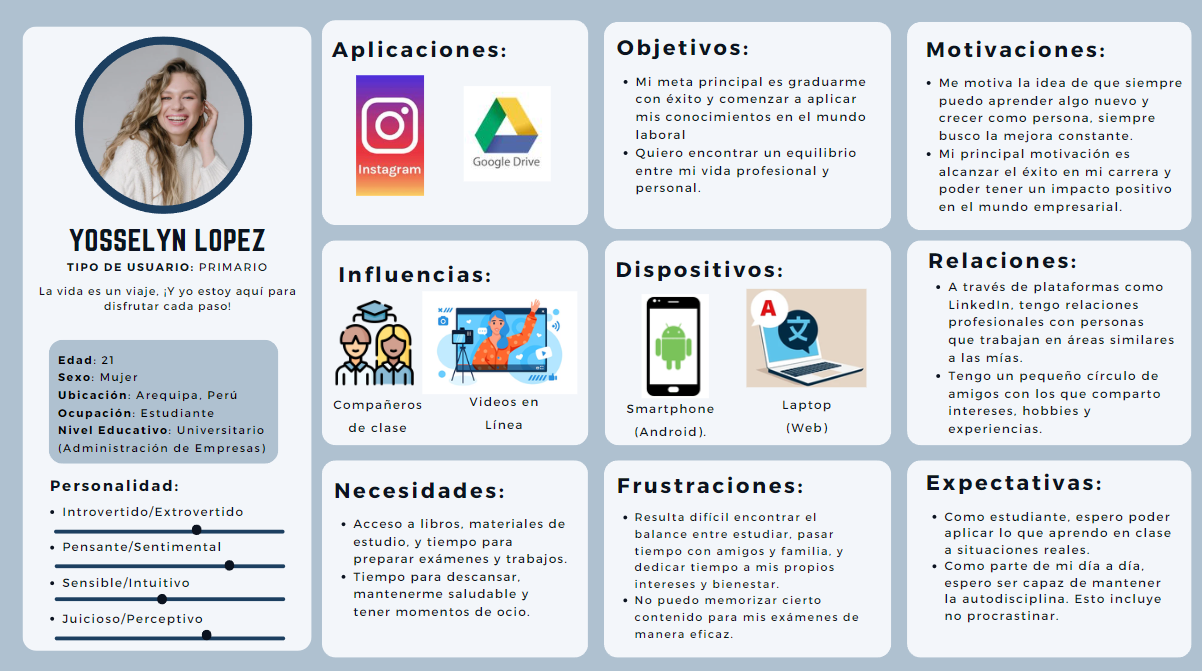 YOSSELYN LOPEZ
TIPO DE USUARIO: PRIMARIO
La vida es un viaje, ¡Y yo estoy aquí para
disfrutar cada paso!
Edad: 21
Sexo: Mujer
Ubicación: Arequipa, Perú
Ocupación: Estudiante
Nivel Educativo: Universitario
(Administración de Empresas)
Personalidad:
• Introvertido/Extrovertido
• Pensante/Sentimental
• Sensible/Intuitivo
• Juicioso/Perceptivo
Aplicaciones:
Instagram
Google Drive
Objetivos:
• Mi meta principal es graduarme
con éxito y comenzar a aplicar
mis conocimientos en el mundo
laboral
• Quiero encontrar un equilibrio
entre mi vida profesional y
personal.
Motivaciones:
• Me motiva la idea de que siempre
puedo aprender algo nuevo y
crecer como persona, siempre
busco la mejora constante.
• Mi principal motivación es
alcanzar el éxito en mi carrera y
poder tener un impacto positivo
en el mundo empresarial.
Influencias:
Compañeros
de clase
Videos en
Línea
Dispositivos:
Smartphone
(Android).
A
文
Laptop
(Web)
Relaciones:
• A través de plataformas como
LinkedIn, tengo relaciones
profesionales con personas
que trabajan en áreas similares
a las mías.
• Tengo un pequeño círculo de
amigos con los que comparto
intereses, hobbies y
experiencias.
Necesidades:
• Acceso a libros, materiales de
estudio, y tiempo para
preparar exámenes y trabajos.
• Tiempo para descansar,
mantenerme saludable y
tener momentos de ocio.
Frustraciones:
• Resulta difícil encontrar el
balance entre estudiar, pasar
tiempo con amigos y familia, y
dedicar tiempo a mis propios
intereses y bienestar.
• No puedo memorizar cierto
contenido para mis exámenes de
manera eficaz.
Expectativas:
• Como estudiante, espero poder
aplicar lo que aprendo en clase
a situaciones reales.
• Como parte de mi día a día,
espero ser capaz de mantener
la autodisciplina. Esto incluye
no procrastinar.